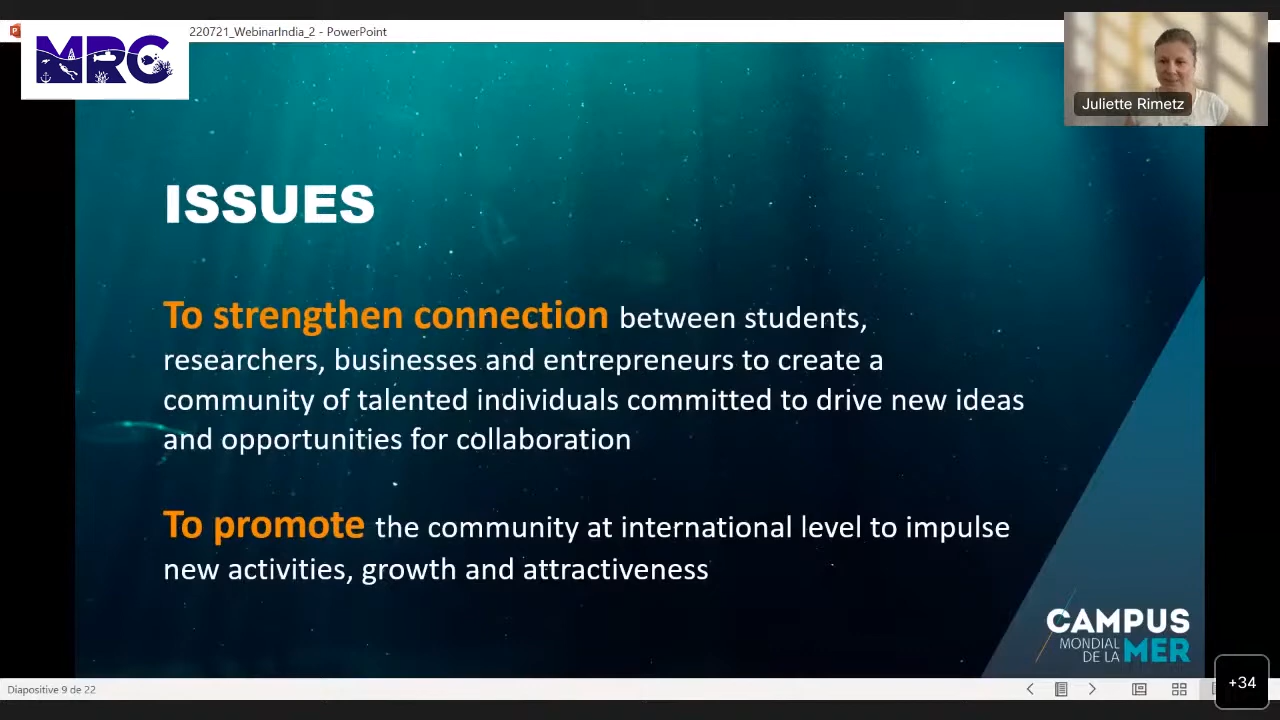 220721_WebinarIndia_2 - PowerPoint
MRC
Juliette Rimetz
ISSUES
To strengthen connection between students,
researchers, businesses and entrepreneurs to create a
community of talented individuals committed to drive new ideas
and opportunities for collaboration
To promote the community at international level to impulse
new activities, growth and attractiveness
CAMPUS
MONDIAL
DE LA MER
Diapositive 9 de 22
+34